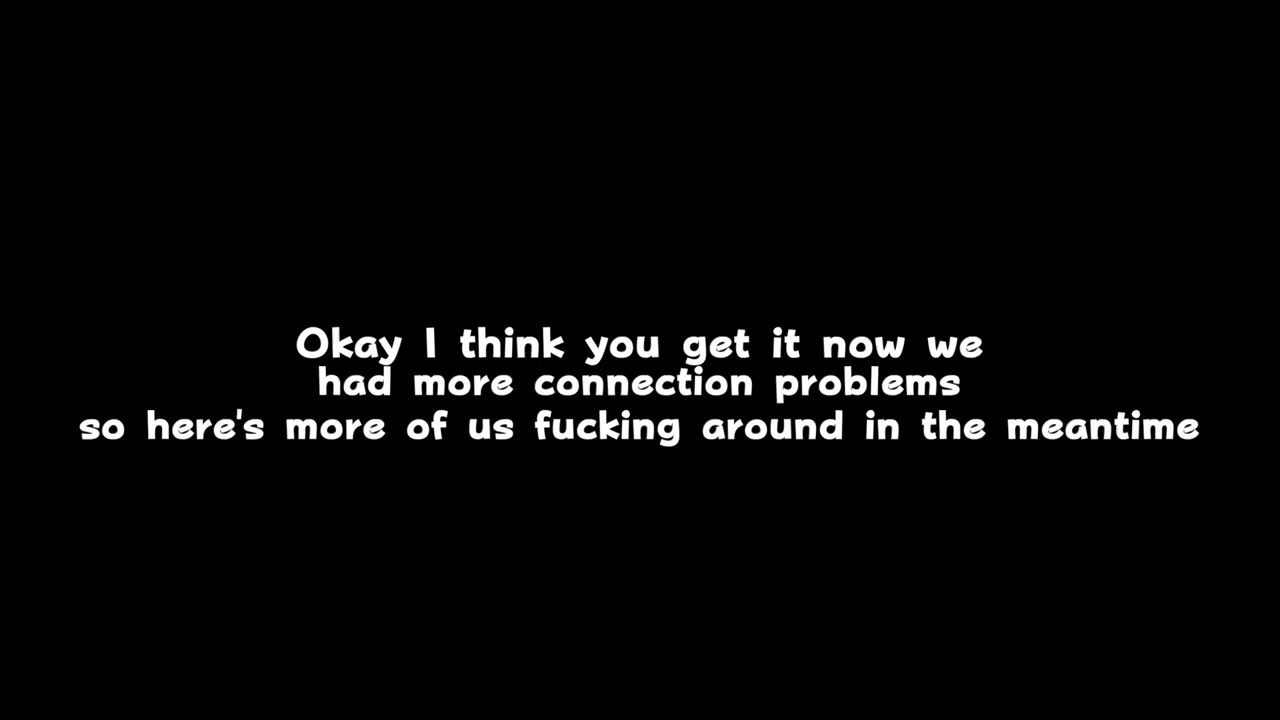 Okay I think you get it now we
had more connection problems
so here's more of us fucking around in the meantime